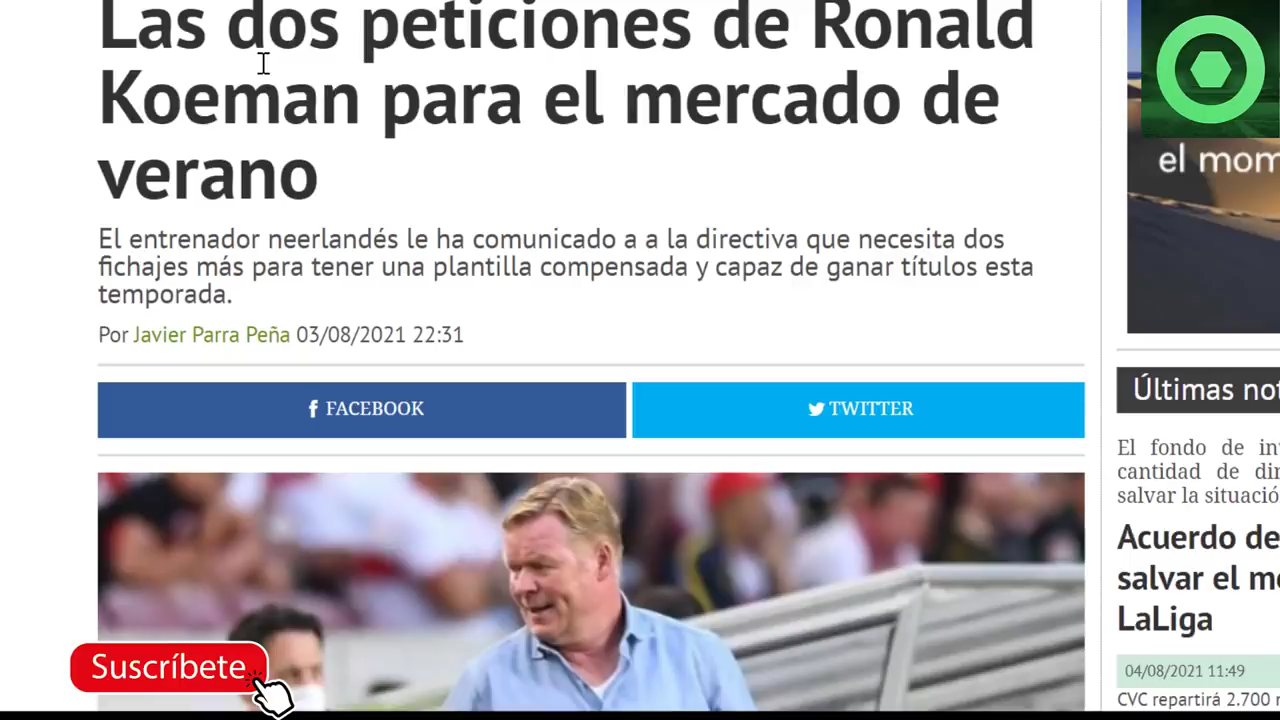 Las dos peticiones de Ronald
Koeman para el mercado de
verano
El entrenador neerlandés le ha comunicado a a la directiva que necesita dos
fichajes más para tener una plantilla compensada y capaz de ganar títulos esta
temporada.
Por Javier Parra Peña 03/08/2021 22:31
FACEBOOK
TWITTER
Suscríbete
el mom
Últimas not
El fondo de in
cantidad de di
salvar la situació
Acuerdo de
salvar el m
LaLiga
04/08/2021 11:49
CVC repartirá 2.700